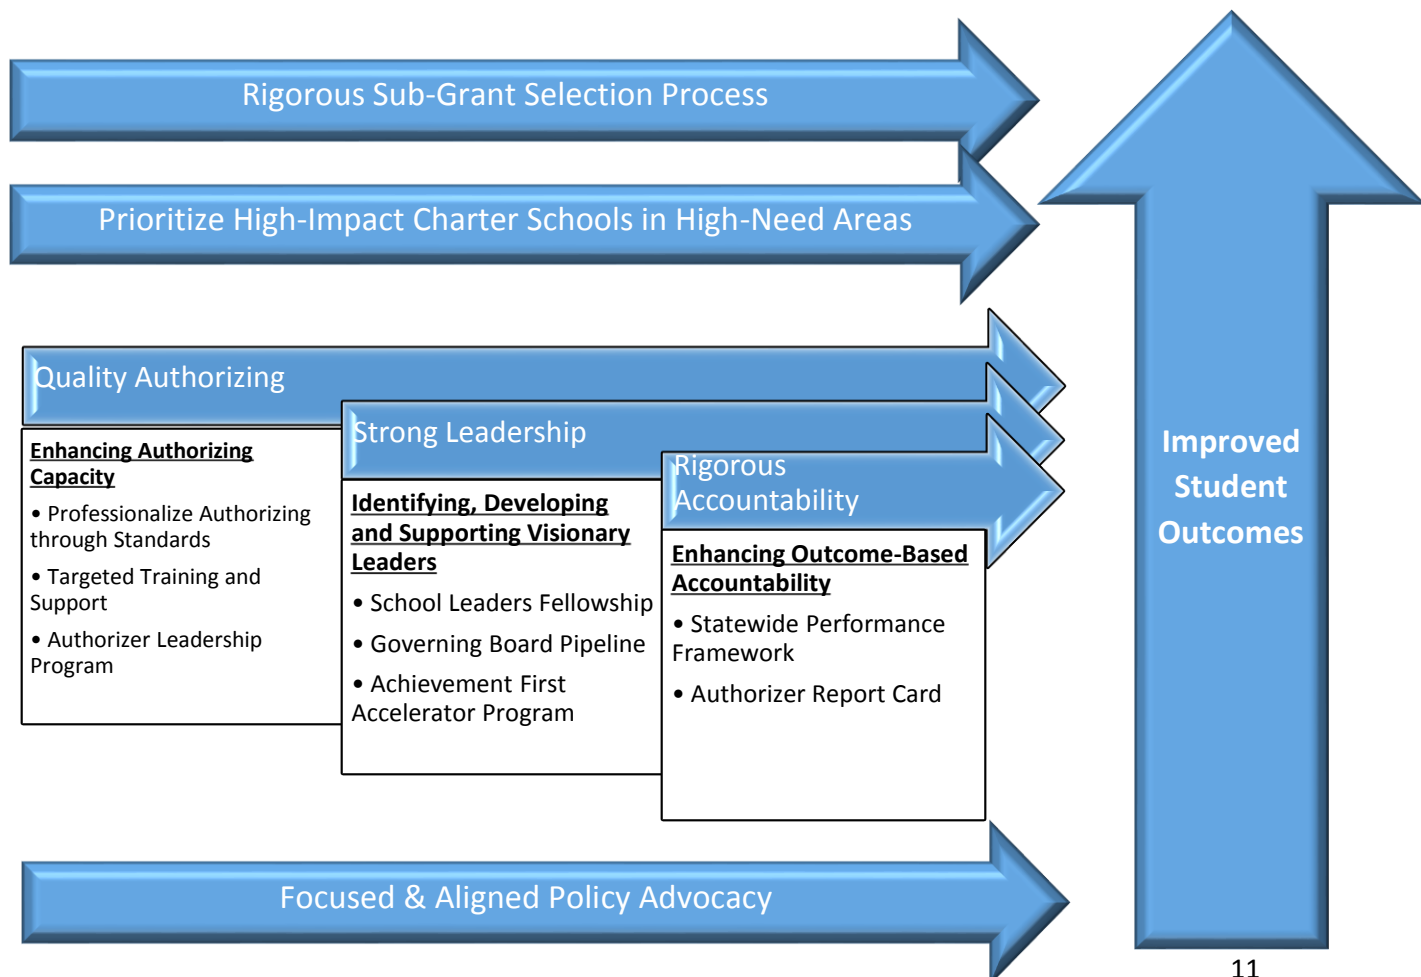 Rigorous Sub-Grant Selection Process
Prioritize High-Impact Charter Schools in High-Need Areas
Quality Authorizing
Enhancing Authorizing
Capacity
• Professionalize Authorizing
through Standards
• Targeted Training and
Support
• Authorizer Leadership
Program
Strong Leadership
Identifying, Developing
and Supporting Visionary
Leaders
• School Leaders Fellowship
• Governing Board Pipeline
• Achievement First
Accelerator Program
Rigorous
Accountability
Enhancing Outcome-Based
Accountability
• Statewide Performance
Framework
• Authorizer Report Card
Focused & Aligned Policy Advocacy
Improved
Student
Outcomes
11